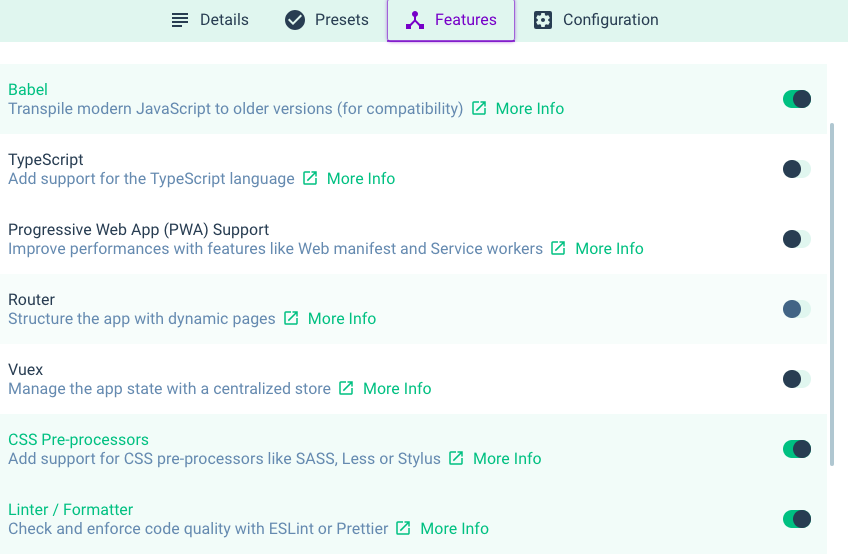 Details Presets Features Configuration
Babel
Transpile modern JavaScript to older versions (for compatibility) More Info
TypeScript
Add support for the TypeScript language More Info
Progressive Web App (PWA) Support
Improve performances with features like Web manifest and Service workers More Info
Router
Structure the app with dynamic pages More Info
Vuex
Manage the app state with a centralized store More Info
CSS Pre-processors
Add support for CSS pre-processors like SASS, Less or Stylus More Info
Linter / Formatter
Check and enforce code quality with ESLint or Prettier More Info